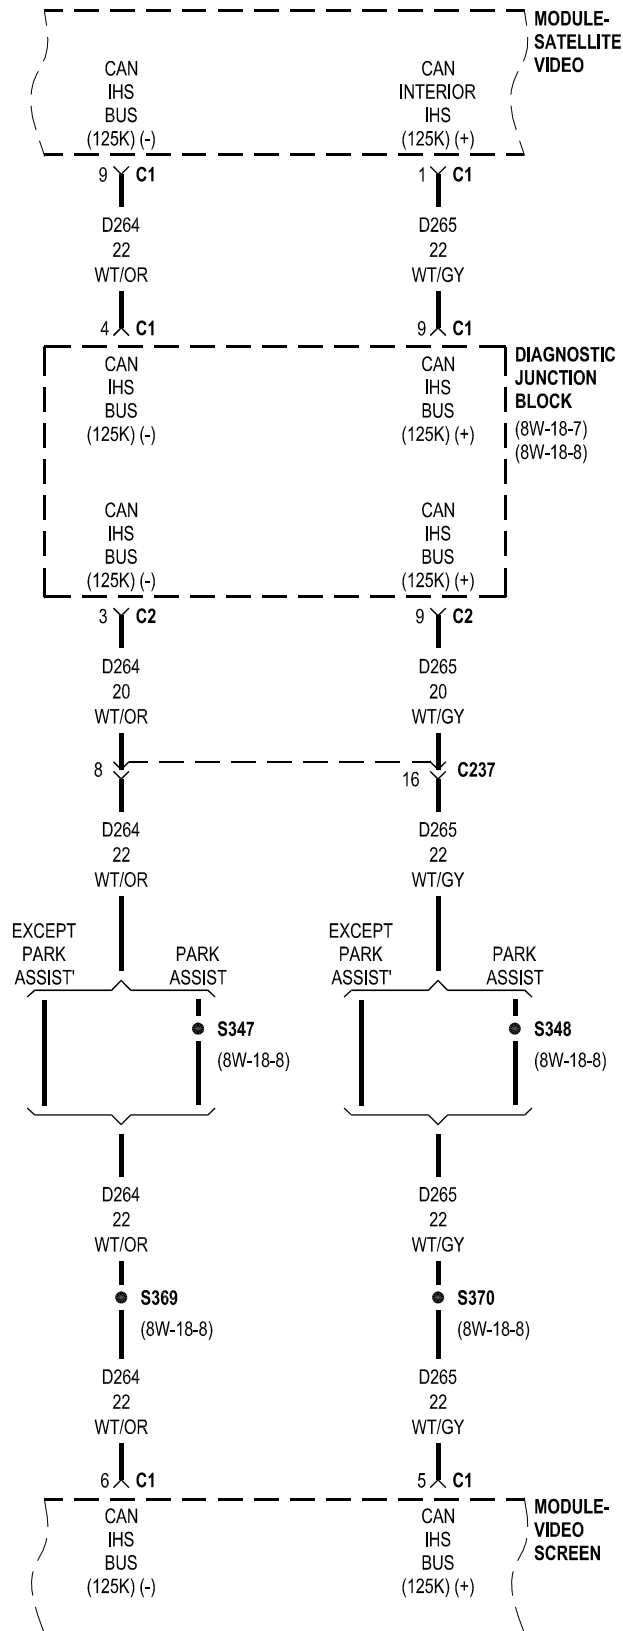 MODULE-
SATELLITE
VIDEO
CAN
IHS
BUS
(125K) (-)
CAN
INTERIOR
IHS
(125K) (+)
9 C1
1 C1
D264
22
WT/OR
D265
22
WT/GY
4 C1
9 C1
DIAGNOSTIC
JUNCTION
BLOCK
(8W-18-7)
(8W-18-8)
CAN
IHS
BUS
(125K) (-)
CAN
IHS
BUS
(125K) (+)
CAN
IHS
BUS
(125K) (-)
CAN
IHS
BUS
(125K) (+)
3 C2
9 C2
D264
20
WT/OR
D265
20
WT/GY
8
16
C237
D264
22
WT/OR
D265
22
WT/GY
EXCEPT
PARK
ASSIST'
PARK
ASSIST
EXCEPT
PARK
ASSIST'
PARK
ASSIST
S347
(8W-18-8)
S348
(8W-18-8)
D264
22
WT/OR
D265
22
WT/GY
S369
(8W-18-8)
S370
(8W-18-8)
D264
22
WT/OR
D265
22
WT/GY
6 C1
5 C1
MODULE-
VIDEO
SCREEN
CAN
IHS
BUS
(125K) (-)
CAN
IHS
BUS
(125K) (+)